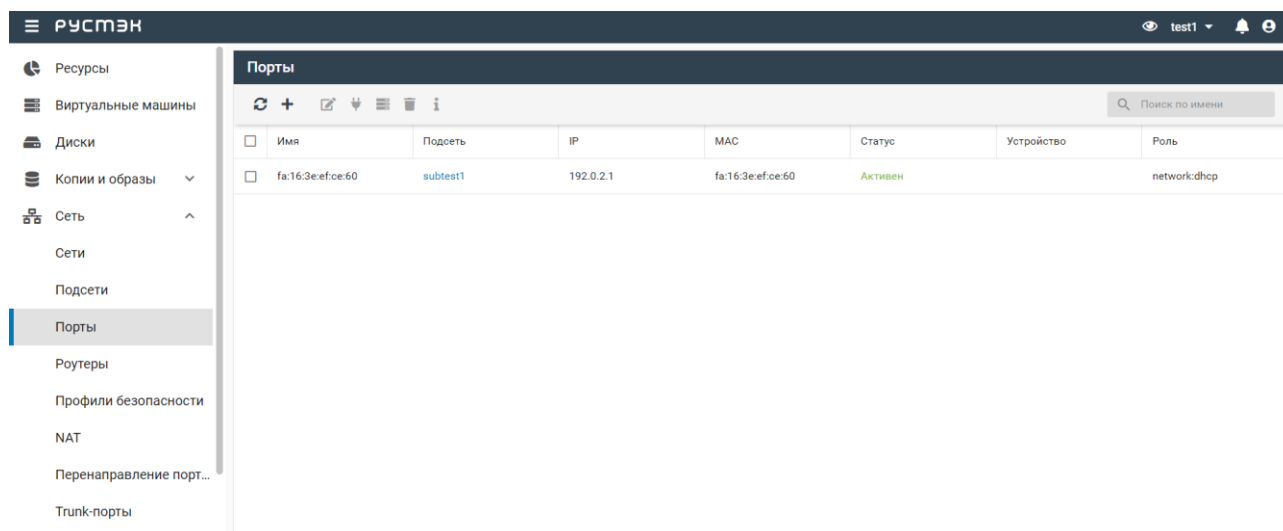 РУСТЭК
test1
Ресурсы
Виртуальные машины
Диски
Копии и образы
Сеть
Сети
Подсети
Порты
Роутеры
Профили безопасности
NAT
Перенаправление порт...
Trunk-порты
Порты
Поиск по имени
Имя Подсеть IP MAC Статус Устройство Роль
fa:16:3e:ef:ce:60 subtest1 192.0.2.1 fa:16:3e:ef:ce:60 Активен network:dhcp